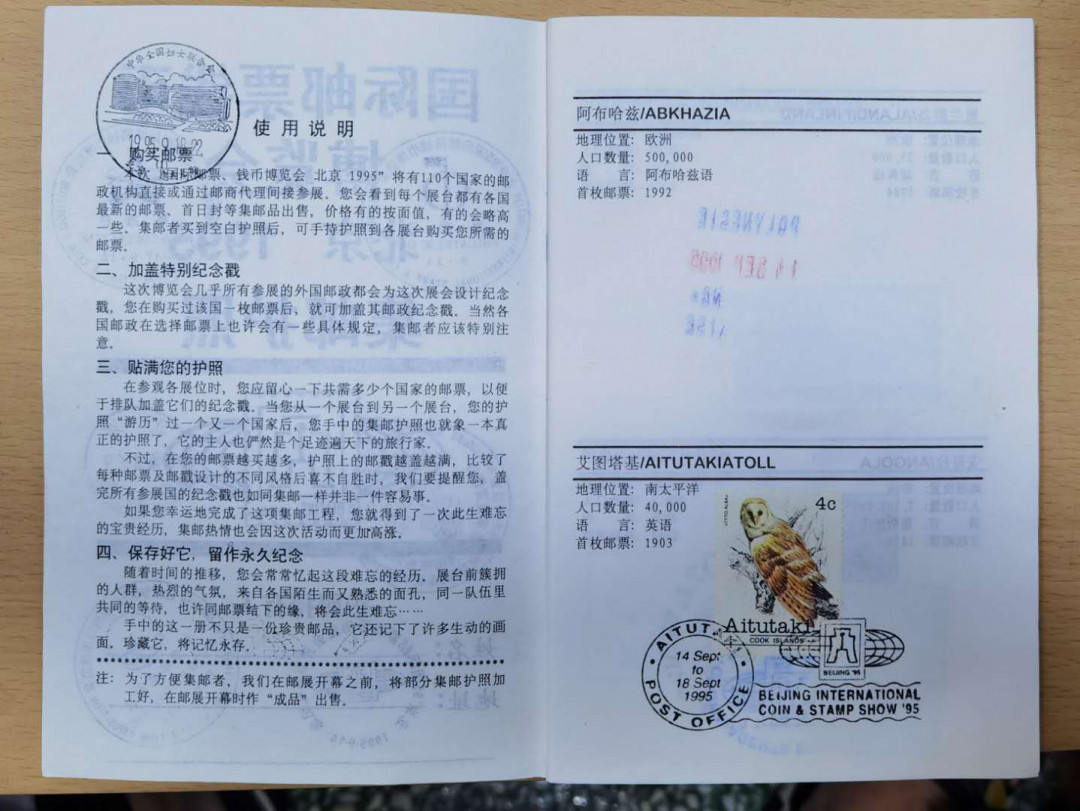 中华全国妇女联合会
使用说明
一、购买邮票
本次“国际邮票、钱币博览会 北京 1995”将有110个国家的邮
政机构直接或通过邮商代理间接参展。您会看到每个展台都有各国
最新的邮票、首日封等集邮品出售，价格有的按面值，有的会略高
一些。集邮者买到空白护照后，可手持护照到各展台购买您所需的
邮票。
二、加盖特别纪念戳
这次博览会几乎所有参展的外国邮政都会为这次展会设计纪念
戳，您在购买过该国一枚邮票后，就可加盖其邮政纪念戳。当然各
国邮政在选择邮票上也许会有一些具体规定，集邮者应该特别注
意。
三、贴满您的护照
在参观各展位时，您应留心一下共需多少个国家的邮票，以便
于排队加盖它们的纪念戳。当您从一个展台到另一个展台，您的护
照“游历”过一个又一个国家后，您手中的集邮护照也就象一本真
正的护照了，它的主人也俨然是个足迹遍天下的旅行家。
不过，在您的邮票越买越多，护照上的邮戳越盖越满，比较了
每种邮票及邮戳设计的不同风格后喜不自胜时，我们要提醒您，盖
完所有参展国的纪念戳也如同集邮一样并非一件容易事。
如果您幸运地完成了这项集邮工程，您就得到了一次此生难忘
的宝贵经历，集邮热情也会因这次活动而更加高涨。
四、保存好它，留作永久纪念
随着时间的推移，您会常常忆起这段难忘的经历。展台前簇拥
的人群，热烈的气氛，来自各国陌生而又熟悉的面孔，同一队伍里
共同的等待，也许同邮票结下的缘，将会此生难忘……
手中的这一册不只是一份珍贵邮品，它还记下了许多生动的画
面。珍藏它，将记忆永存。
注：为了方便集邮者，我们在邮展开幕之前，将部分集邮护照加
工好，在邮展开幕时作“成品”出售。
阿布哈兹/ABKHAZIA
地理位置：欧洲
人口数量：500,000
语 言：阿布哈兹语
首枚邮票：1992
艾图塔基/AITUTAKIATOLL
地理位置：南太平洋
人口数量：40,000
语 言：英语
首枚邮票：1903
4c
Aitutaki
COOK ISLANDS
BEIJING '95
14 Sept
to
18 Sept
1995
POST OFFICE
BEIJING INTERNATIONAL
COIN & STAMP SHOW '95